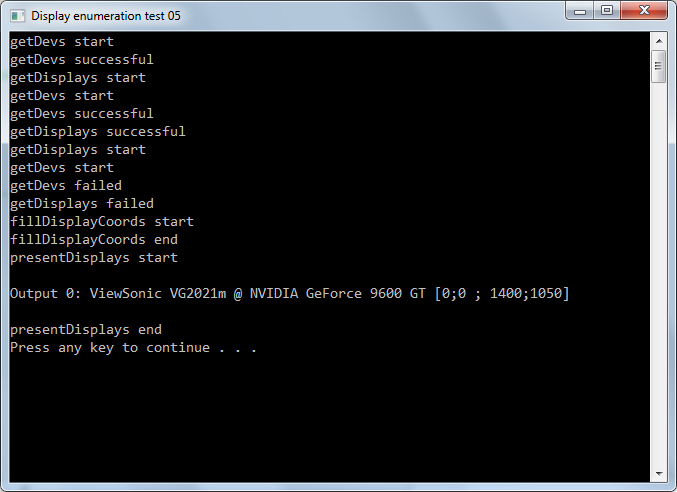 Display enumeration test 05
getDevs start
getDevs successful
getDisplays start
getDevs start
getDevs successful
getDisplays successful
getDisplays start
getDevs start
getDevs failed
getDisplays failed
fillDisplayCoords start
fillDisplayCoords end
presentDisplays start
Output 0: ViewSonic VG2021m @ NVIDIA GeForce 9600 GT [0;0 ; 1400;1050]
presentDisplays end
Press any key to continue . . .